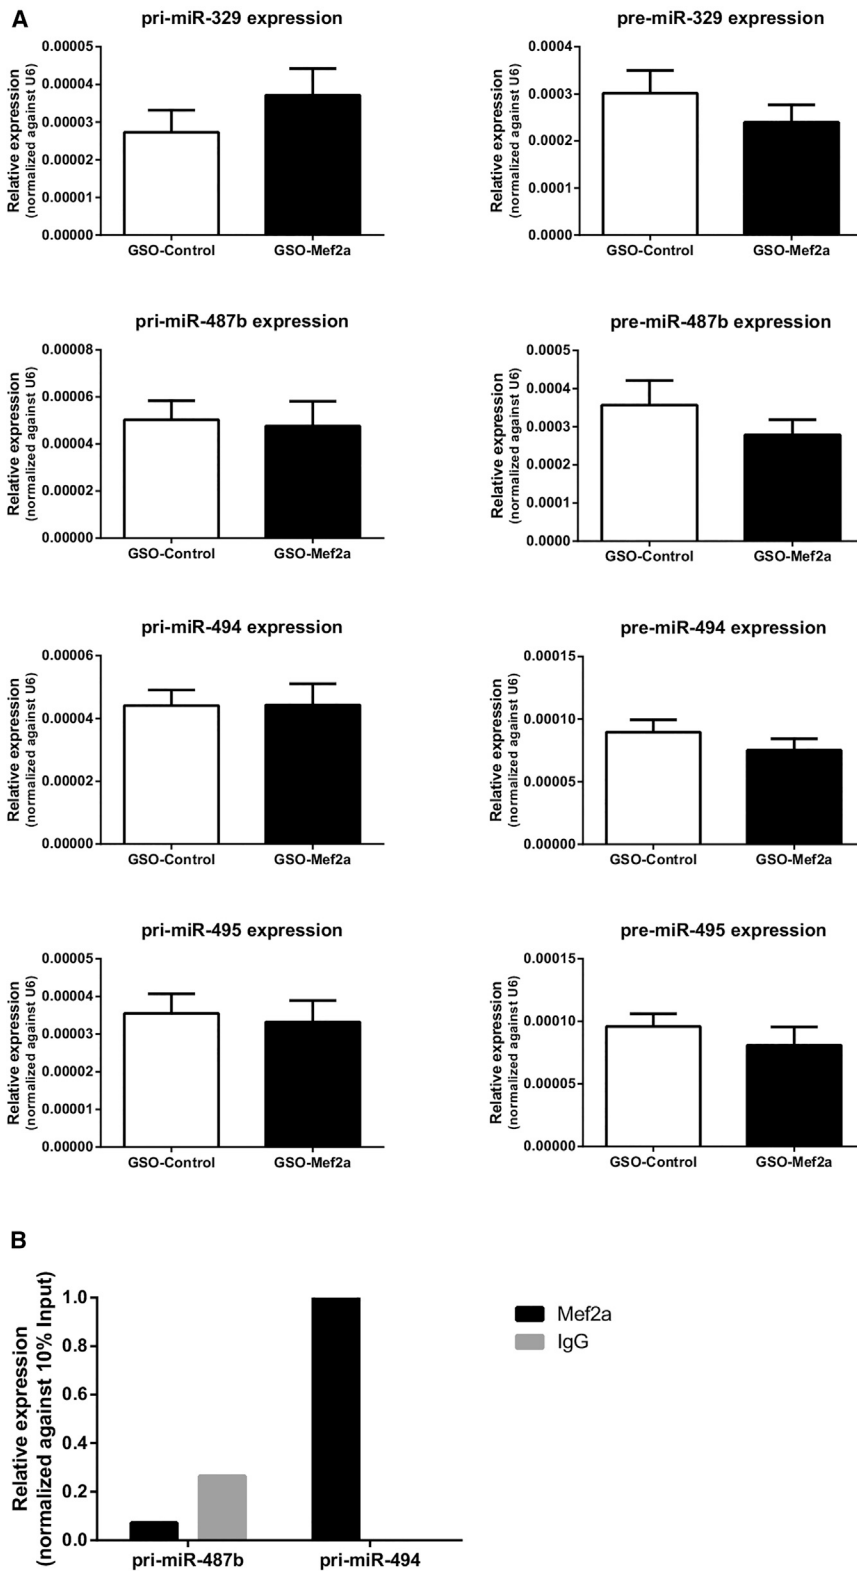 A
pri-miR-329 expression
Relative expression
(normalized against U6)
0.00005
0.00004
0.00003
0.00002
0.00001
0.00000
GSO-Control
GSO-Mef2a
pre-miR-329 expression
Relative expression
(normalized against U6)
0.0004
0.0003
0.0002
0.0001
0.0000
GSO-Control
GSO-Mef2a
pri-miR-487b expression
Relative expression
(normalized against U6)
0.00008
0.00006
0.00004
0.00002
0.00000
GSO-Control
GSO-Mef2a
pre-miR-487b expression
Relative expression
(normalized against U6)
0.0005
0.0004
0.0003
0.0002
0.0001
0.0000
GSO-Control
GSO-Mef2a
pri-miR-494 expression
Relative expression
(normalized against U6)
0.00006
0.00004
0.00002
0.00000
GSO-Control
GSO-Mef2a
pre-miR-494 expression
Relative expression
(normalized against U6)
0.00015
0.00010
0.00005
0.00000
GSO-Control
GSO-Mef2a
pri-miR-495 expression
Relative expression
(normalized against U6)
0.00005
0.00004
0.00003
0.00002
0.00001
0.00000
GSO-Control
GSO-Mef2a
pre-miR-495 expression
Relative expression
(normalized against U6)
0.00015
0.00010
0.00005
0.00000
GSO-Control
GSO-Mef2a
B
Relative expression
(normalized against 10% Input)
1.0
0.8
0.6
0.4
0.2
0.0
pri-miR-487b
pri-miR-494
Mef2a
IgG